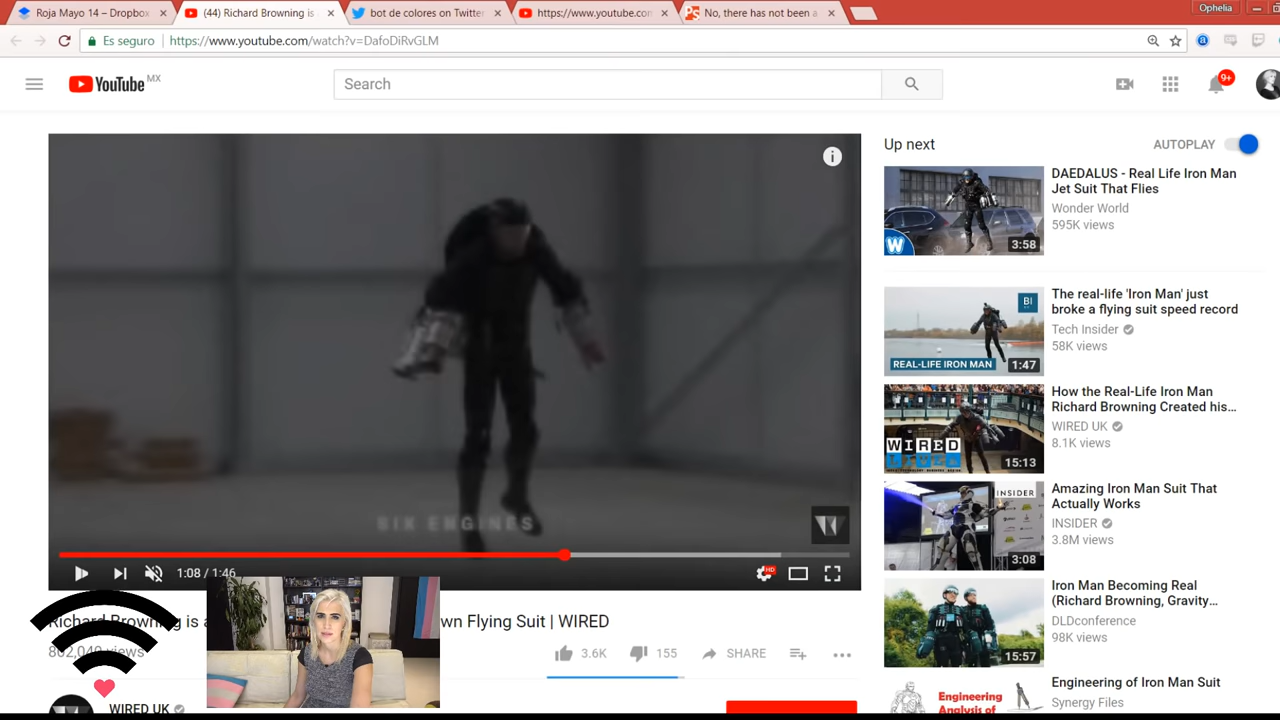 Roja Mayo 14 – Dropbox
(44) Richard Browning is
bot de colores on Twitter
https://www.youtube.com
No, there has not been a
Ophelia
Es seguro
https://www.youtube.com/watch?v=DafoDiRvGLM
YouTube MX
Search
9+
SIX ENGINES
1:08 / 1:46
HD
Richard Browning is a
wn Flying Suit | WIRED
802,040 views
3.6K
155
SHARE
WIRED UK
Up next
AUTOPLAY
3:58
DAEDALUS - Real Life Iron Man
Jet Suit That Flies
Wonder World
595K views
BI
REAL-LIFE IRON MAN
1:47
The real-life 'Iron Man' just
broke a flying suit speed record
Tech Insider
58K views
WIRED
15:13
How the Real-Life Iron Man
Richard Browning Created his...
WIRED UK
8.1K views
INSIDER
3:08
Amazing Iron Man Suit That
Actually Works
INSIDER
3.8M views
15:57
Iron Man Becoming Real
(Richard Browning, Gravity...
DLDconference
98K views
Engineering
Analysis of
Engineering of Iron Man Suit
Synergy Files